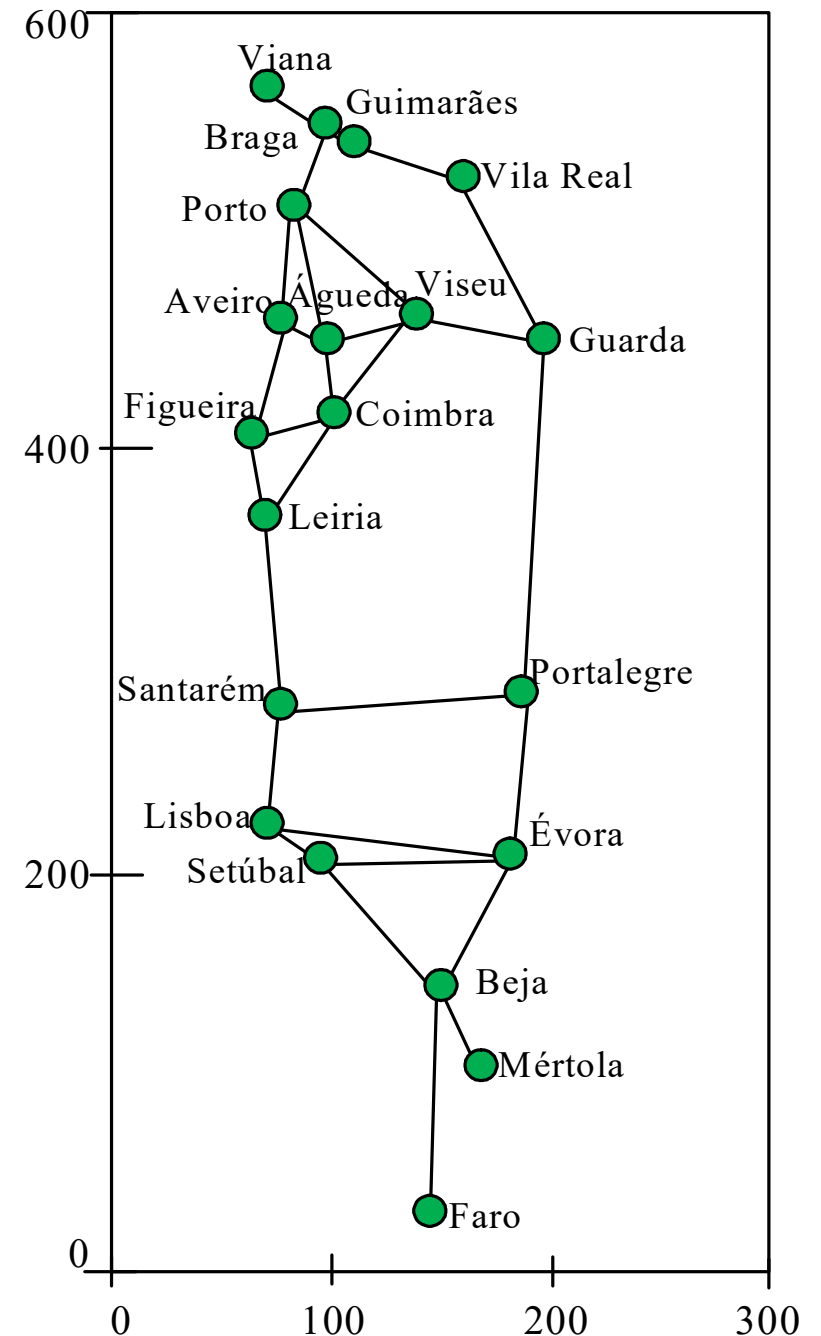 600
Viana
Guimarães
Braga
Vila Real
Porto
Viseu
Aveiro
Águeda
Guarda
Figueira
Coimbra
400
Leiria
Portalegre
Santarém
Lisboa
Évora
Setúbal
200
Beja
Mértola
Faro
0
0 100 200 300